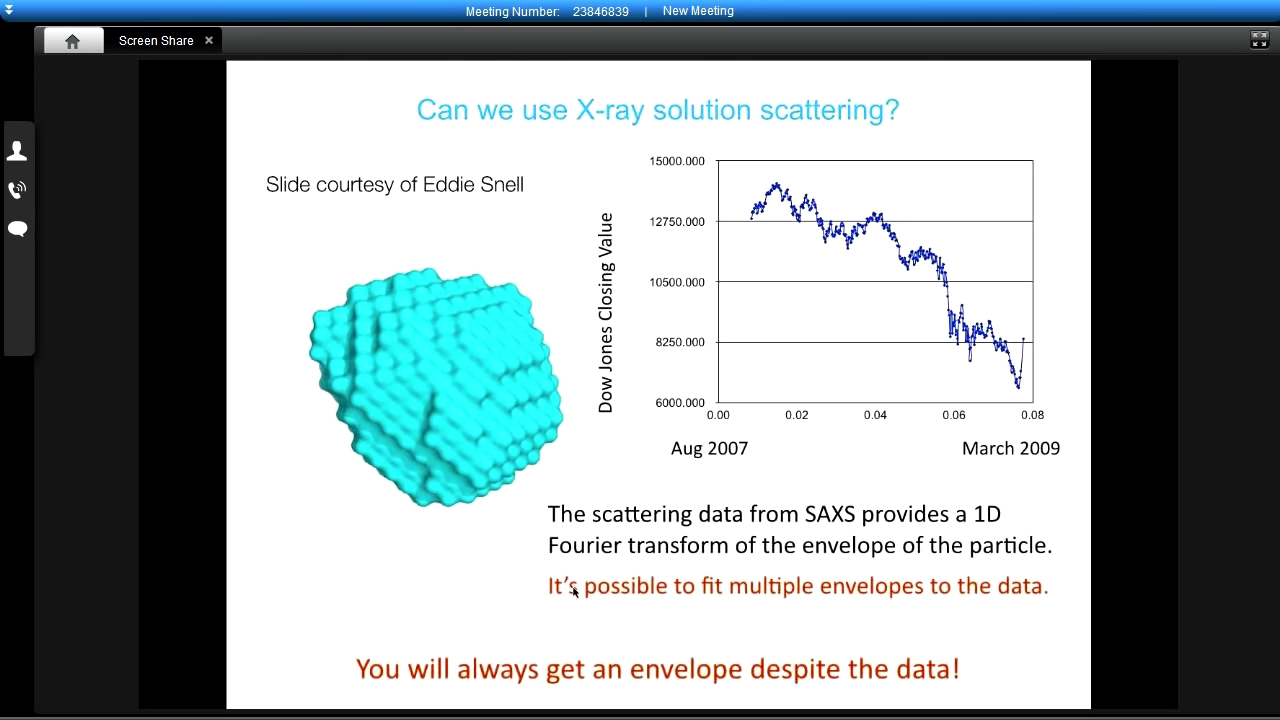 Meeting Number: 23846839 | New Meeting
Screen Share ×
Can we use X-ray solution scattering?
Slide courtesy of Eddie Snell
Dow Jones Closing Value
15000.000
12750.000
10500.000
8250.000
6000.000
0.00 0.02 0.04 0.06 0.08
Aug 2007 March 2009
The scattering data from SAXS provides a 1D
Fourier transform of the envelope of the particle.
It's possible to fit multiple envelopes to the data.
You will always get an envelope despite the data!